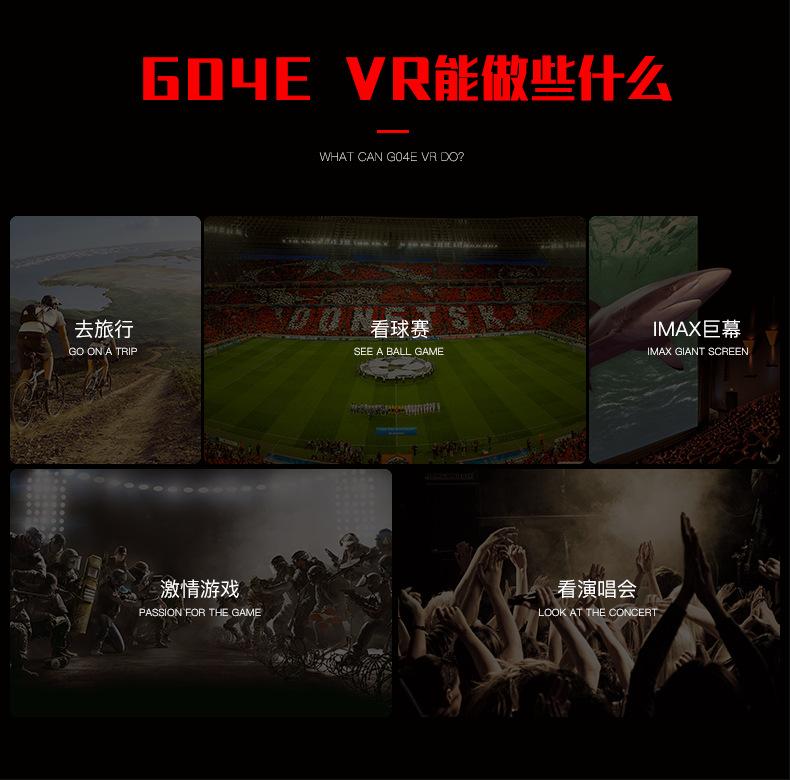 G04E VR能做些什么
WHAT CAN G04E VR DO?
去旅行
GO ON A TRIP
看球赛
SEE A BALL GAME
IMAX巨幕
IMAX GIANT SCREEN
激情游戏
PASSION FOR THE GAME
看演唱会
LOOK AT THE CONCERT